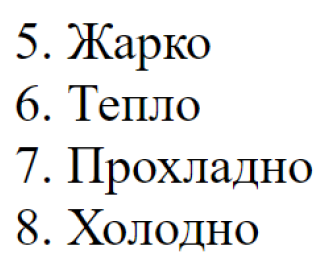 5. Жарко
6. Тепло
7. Прохладно
8. Холодно